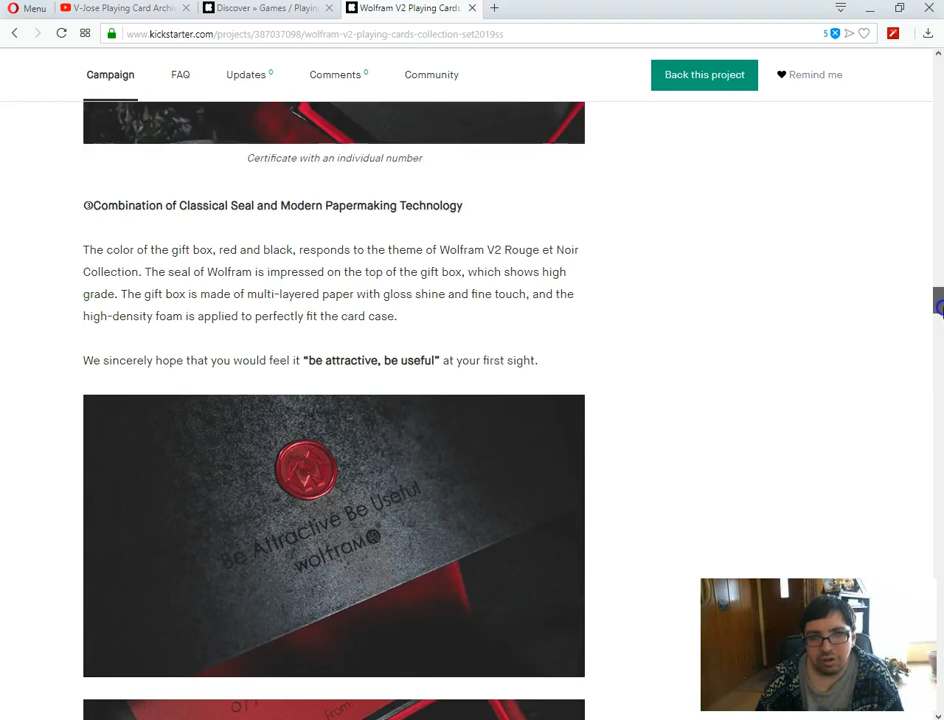 Menu
V-Jose Playing Card Archiv
Discover » Games / Playin
Wolfram V2 Playing Cards
www.kickstarter.com/projects/387037098/wolfram-v2-playing-cards-collection-set2019ss
5
Campaign
FAQ
Updates 0
Comments 0
Community
Back this project
Remind me
Certificate with an individual number
③Combination of Classical Seal and Modern Papermaking Technology
The color of the gift box, red and black, responds to the theme of Wolfram V2 Rouge et Noir
Collection. The seal of Wolfram is impressed on the top of the gift box, which shows high
grade. The gift box is made of multi-layered paper with gloss shine and fine touch, and the
high-density foam is applied to perfectly fit the card case.
We sincerely hope that you would feel it “be attractive, be useful” at your first sight.
Be Attractive Be Useful
wolfram
From